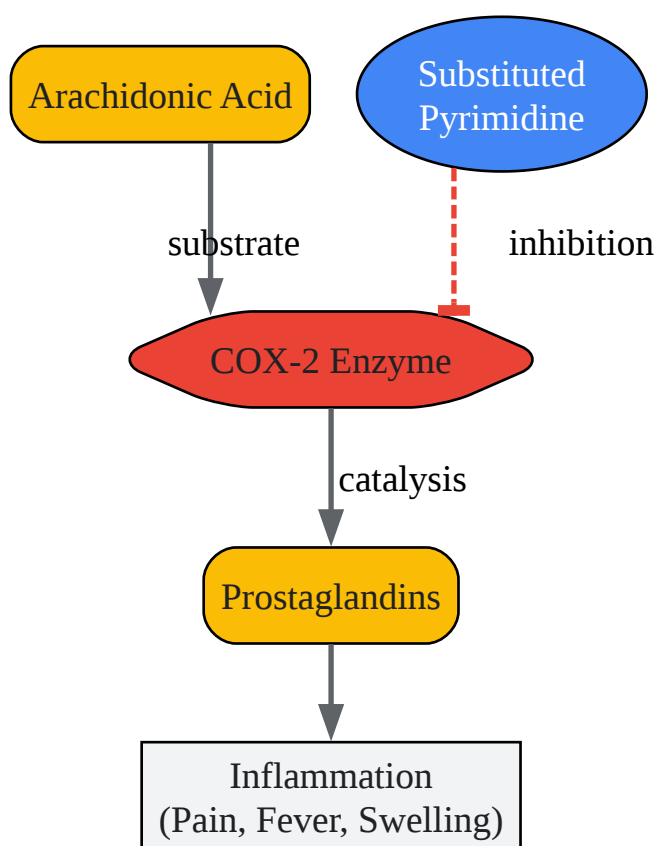 Arachidonic Acid
Substituted
Pyrimidine
substrate
inhibition
COX-2 Enzyme
catalysis
Prostaglandins
Inflammation
(Pain, Fever, Swelling)